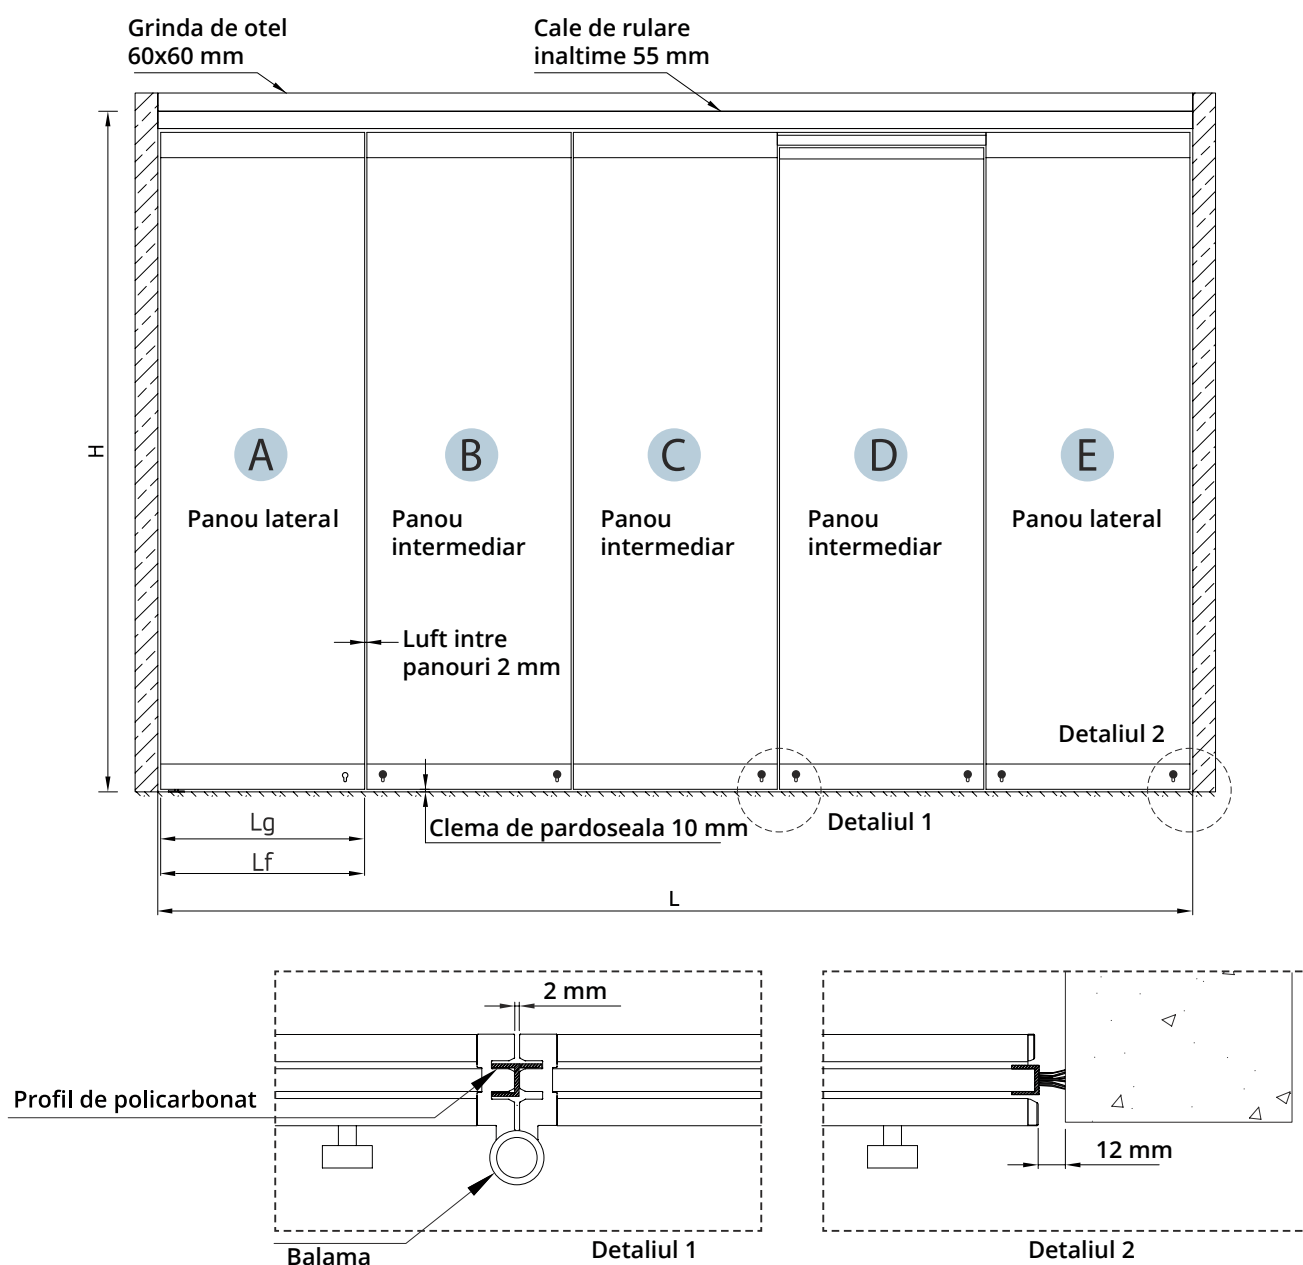 Grinda de otel
60x60 mm
Cale de rulare
inaltime 55 mm
H
A
B
C
D
E
Panou lateral
Panou
intermediar
Panou
intermediar
Panou
intermediar
Panou lateral
Luft intre
panouri 2 mm
Detaliul 2
Lg
Clema de pardoseala 10 mm
Detaliul 1
Lf
L
2 mm
Profil de policarbonat
12 mm
Balama
Detaliul 1
Detaliul 2